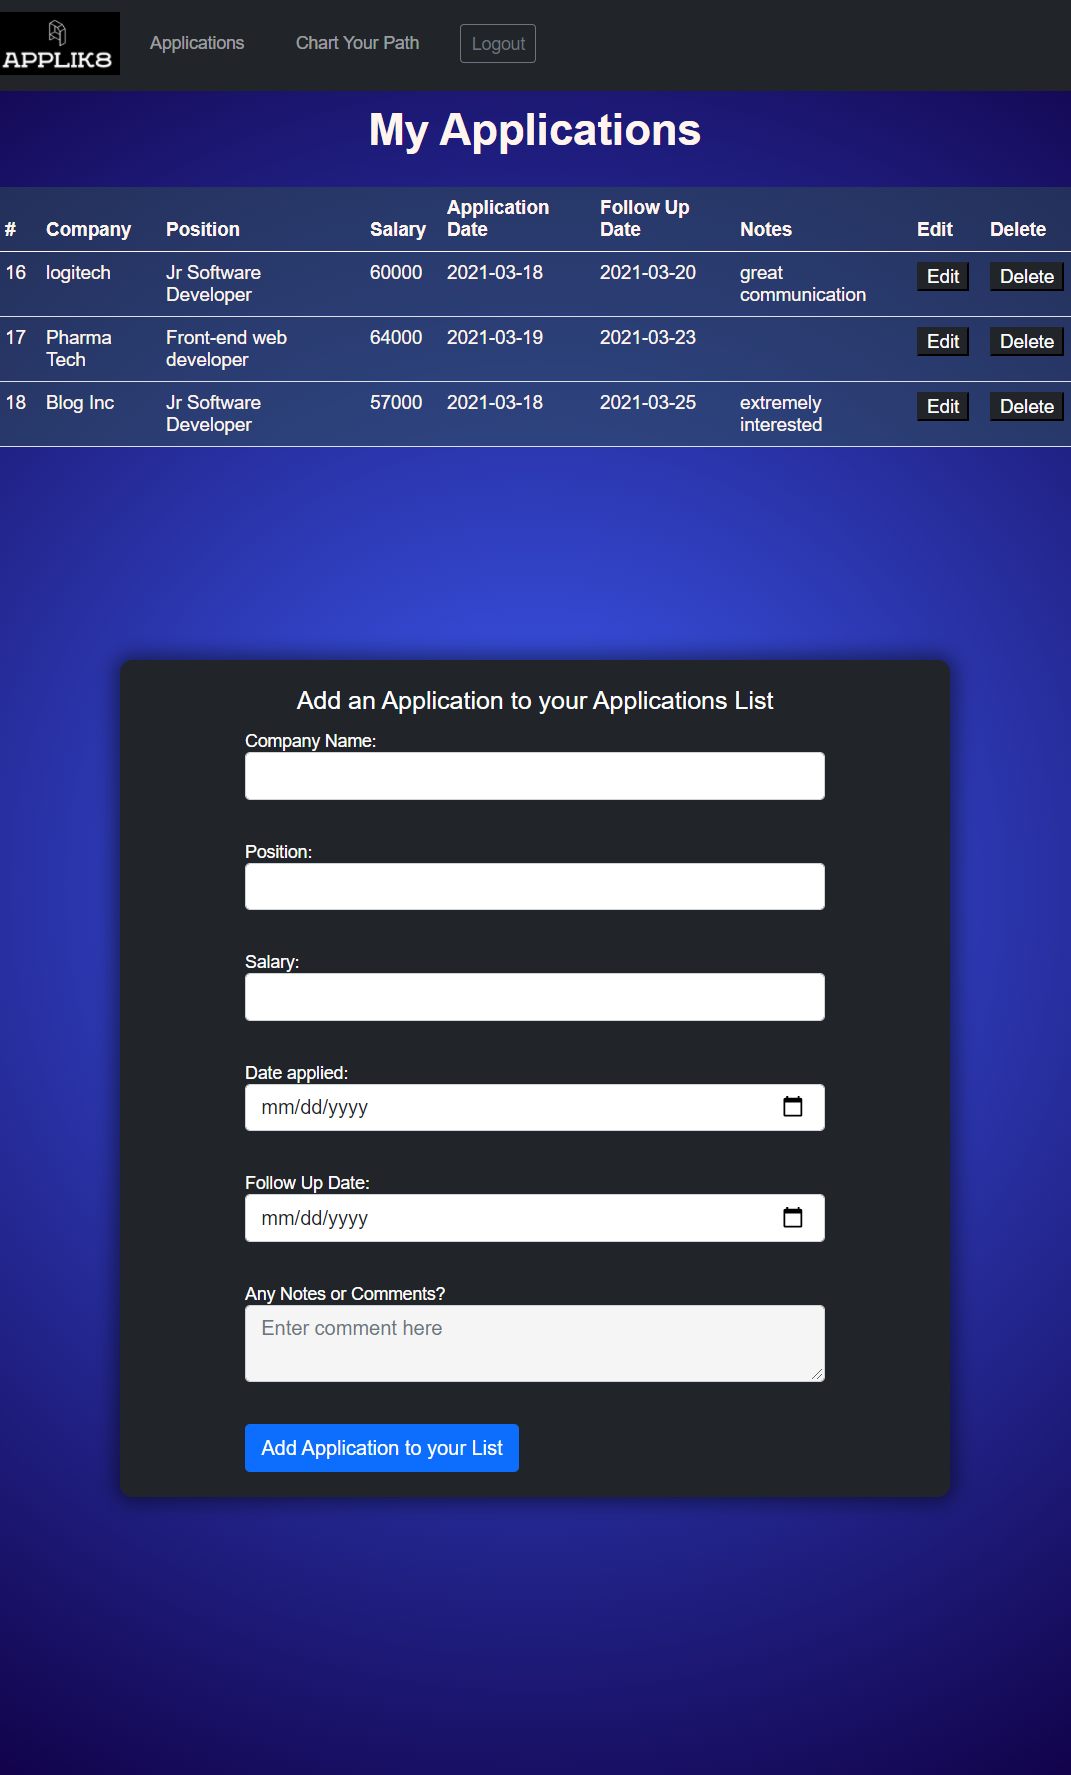 APPLIK8
Applications Chart Your Path Logout
My Applications
# Company Position Salary Application Date Follow Up Date Notes Edit Delete
16 logitech Jr Software Developer 60000 2021-03-18 2021-03-20 great communication Edit Delete
17 Pharma Tech Front-end web developer 64000 2021-03-19 2021-03-23 Edit Delete
18 Blog Inc Jr Software Developer 57000 2021-03-18 2021-03-25 extremely interested Edit Delete
Add an Application to your Applications List
Company Name:
Position:
Salary:
Date applied:
mm/dd/yyyy
Follow Up Date:
mm/dd/yyyy
Any Notes or Comments?
Enter comment here
Add Application to your List